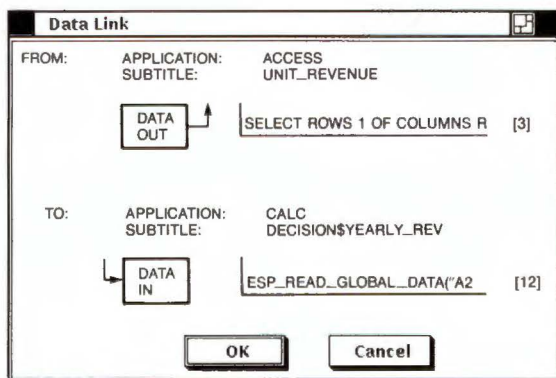 Data Link
FROM: APPLICATION: ACCESS
SUBTITLE: UNIT_REVENUE
DATA OUT SELECT ROWS 1 OF COLUMNS R [3]
TO: APPLICATION: CALC
SUBTITLE: DECISION$YEARLY_REV
DATA IN ESP_READ_GLOBAL_DATA("A2 [12]
OK Cancel